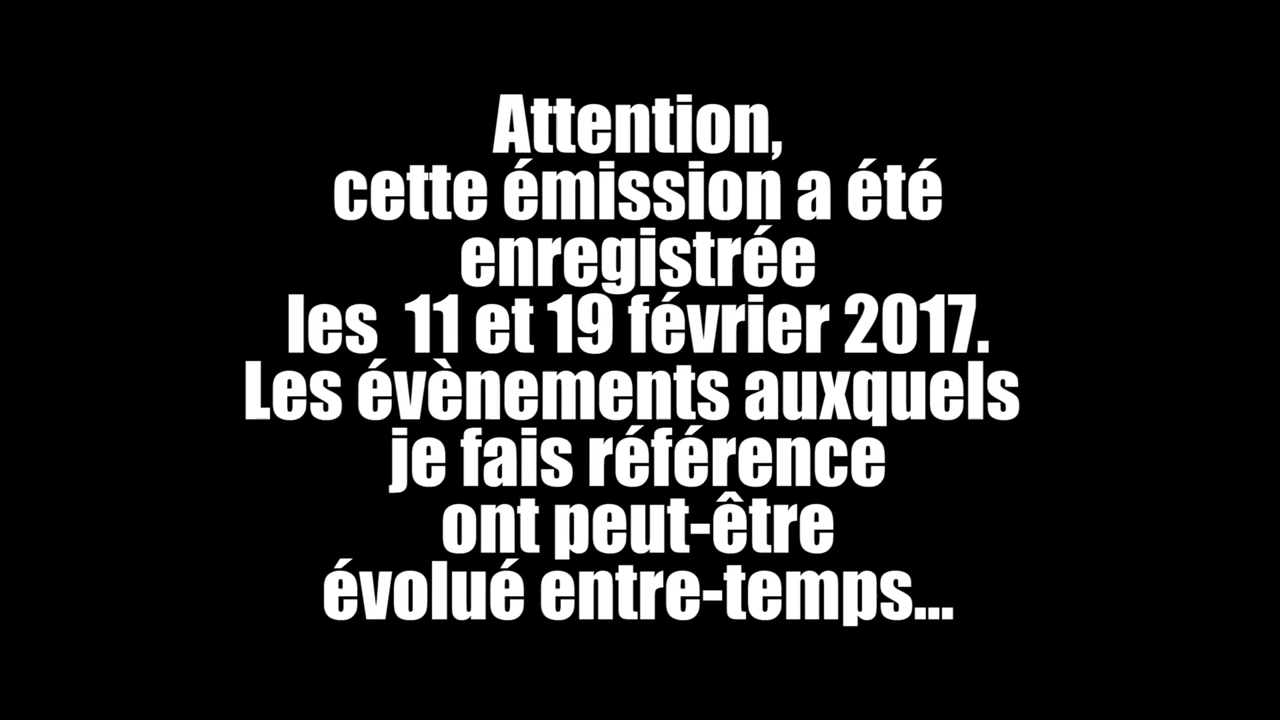 Attention,
cette émission a été
enregistrée
les  11 et 19 février 2017.
Les évènements auxquels
je fais référence
ont peut-être
évolué entre-temps...